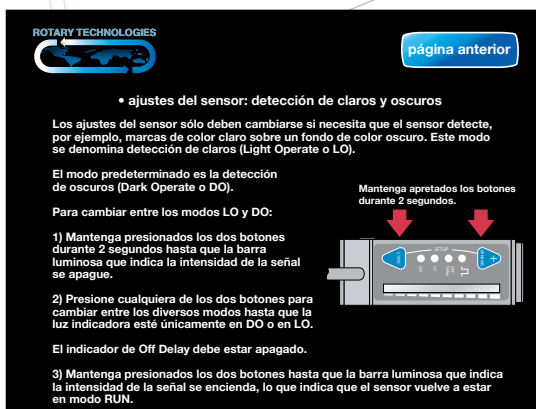 ROTARY TECHNOLOGIES
página anterior
• ajustes del sensor: detección de claros y oscuros
Los ajustes del sensor sólo deben cambiarse si necesita que el sensor detecte,
por ejemplo, marcas de color claro sobre un fondo de color oscuro. Este modo
se denomina detección de claros (Light Operate o LO).
El modo predeterminado es la detección
de oscuros (Dark Operate o DO).
Para cambiar entre los modos LO y DO:
1) Mantenga presionados los dos botones
durante 2 segundos hasta que la barra
luminosa que indica la intensidad de la señal
se apague.
2) Presione cualquiera de los dos botones para
cambiar entre los diversos modos hasta que la
luz indicadora esté únicamente en DO o en LO.
El indicador de Off Delay debe estar apagado.
3) Mantenga presionados los dos botones hasta que la barra luminosa que indica
la intensidad de la señal se encienda, lo que indica que el sensor vuelve a estar
en modo RUN.
Mantenga apretados los botones
durante 2 segundos.
SETUP
DO
LO